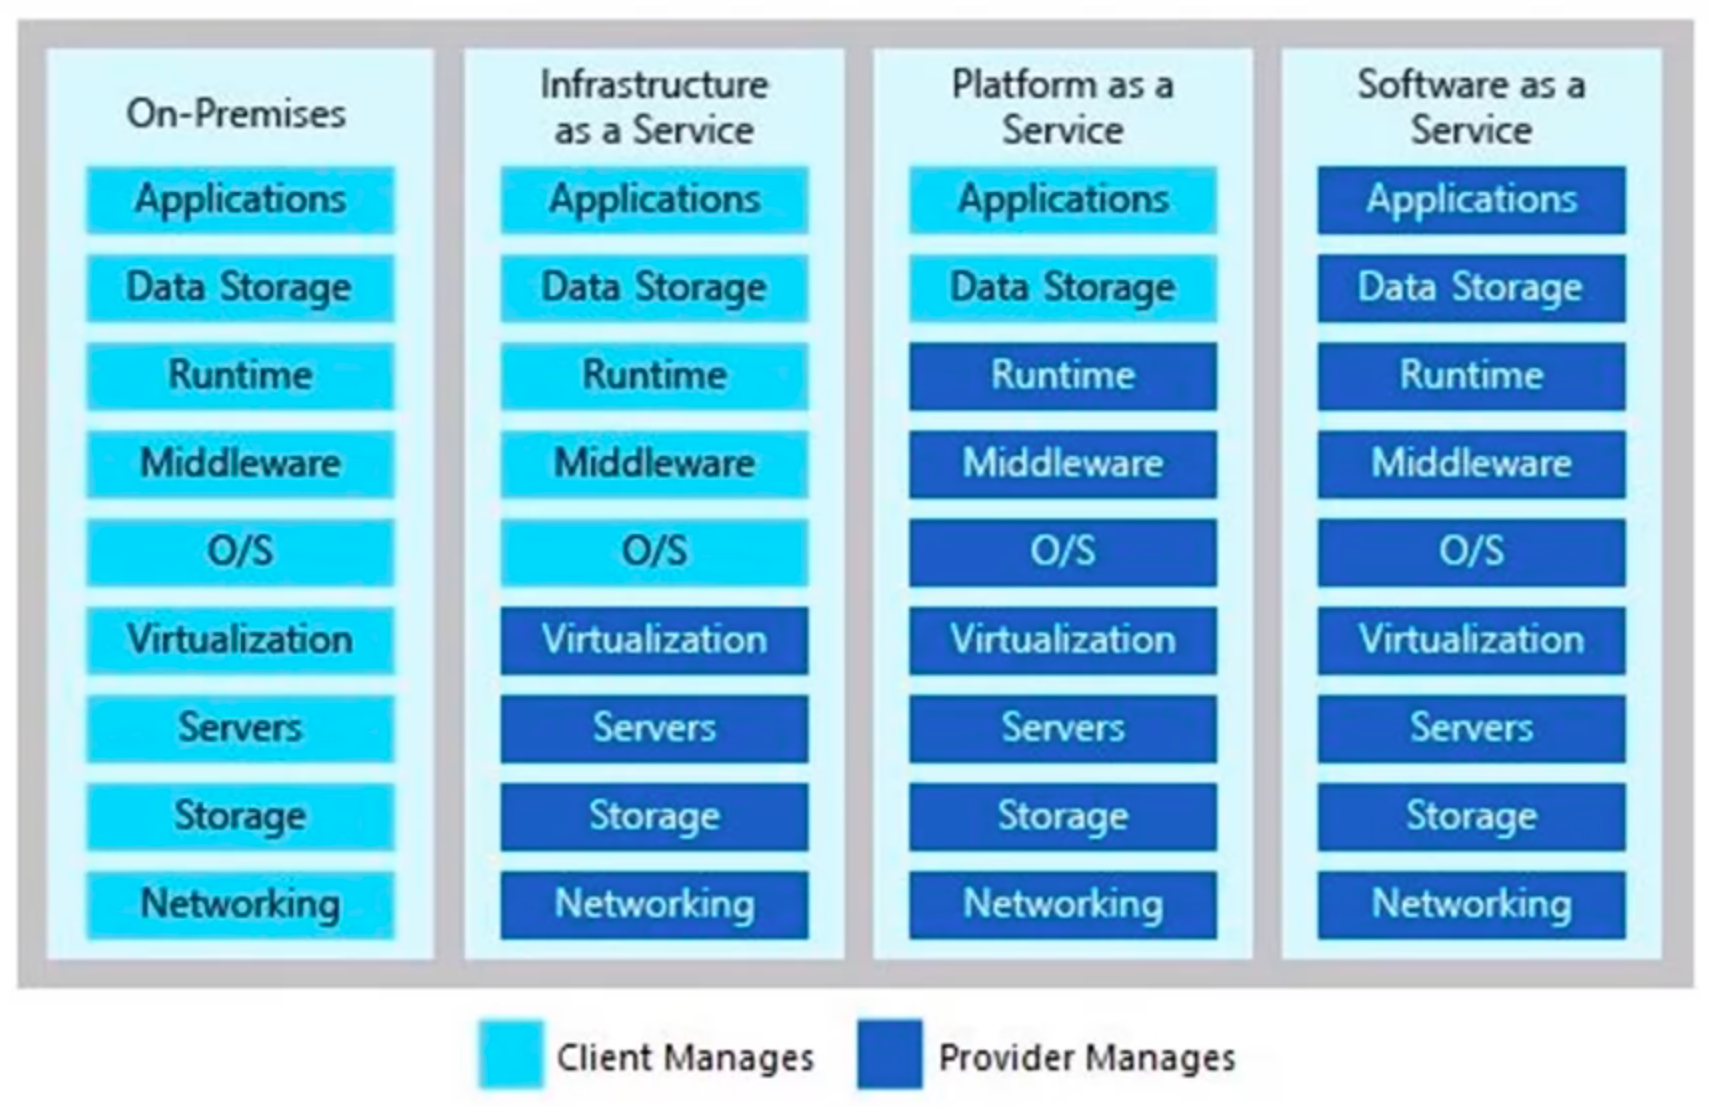 On-Premises
Applications
Data Storage
Runtime
Middleware
O/S
Virtualization
Servers
Storage
Networking
Infrastructure
as a Service
Applications
Data Storage
Runtime
Middleware
O/S
Virtualization
Servers
Storage
Networking
Platform as a
Service
Applications
Data Storage
Runtime
Middleware
O/S
Virtualization
Servers
Storage
Networking
Software as a
Service
Applications
Data Storage
Runtime
Middleware
O/S
Virtualization
Servers
Storage
Networking
Client Manages
Provider Manages